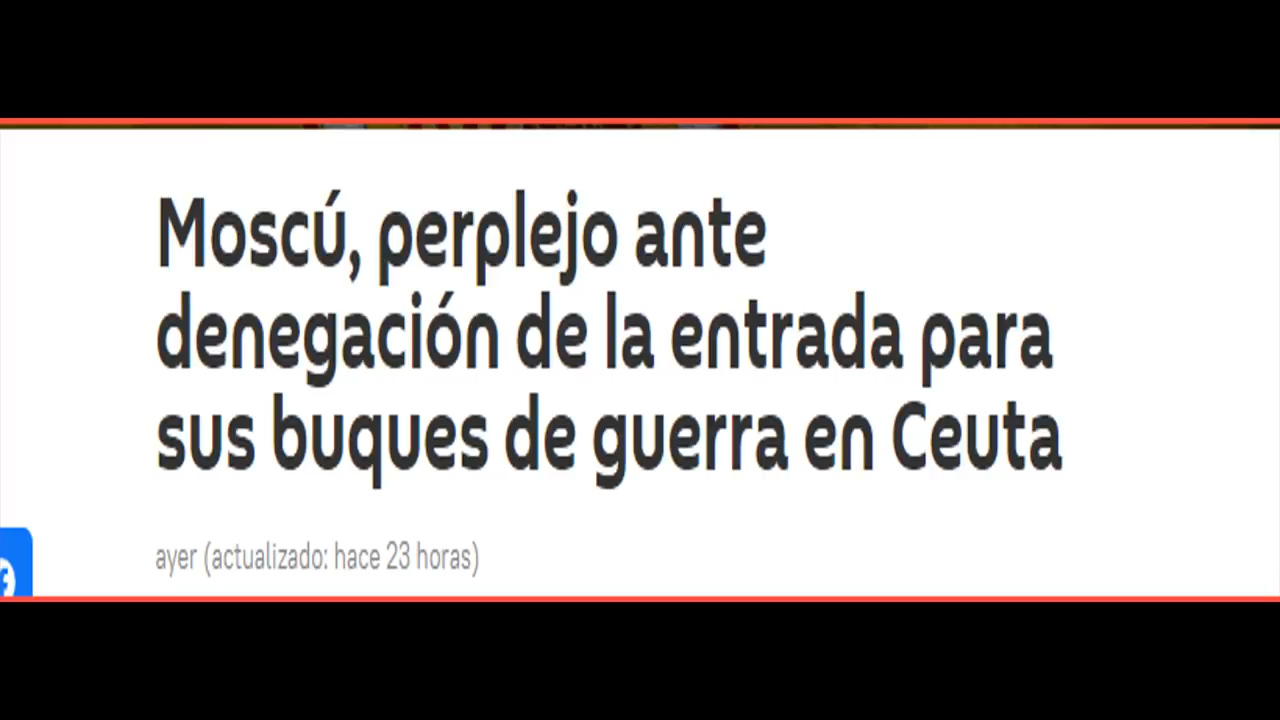 Moscú, perplejo ante
denegación de la entrada para
sus buques de guerra en Ceuta
ayer (actualizado: hace 23 horas)